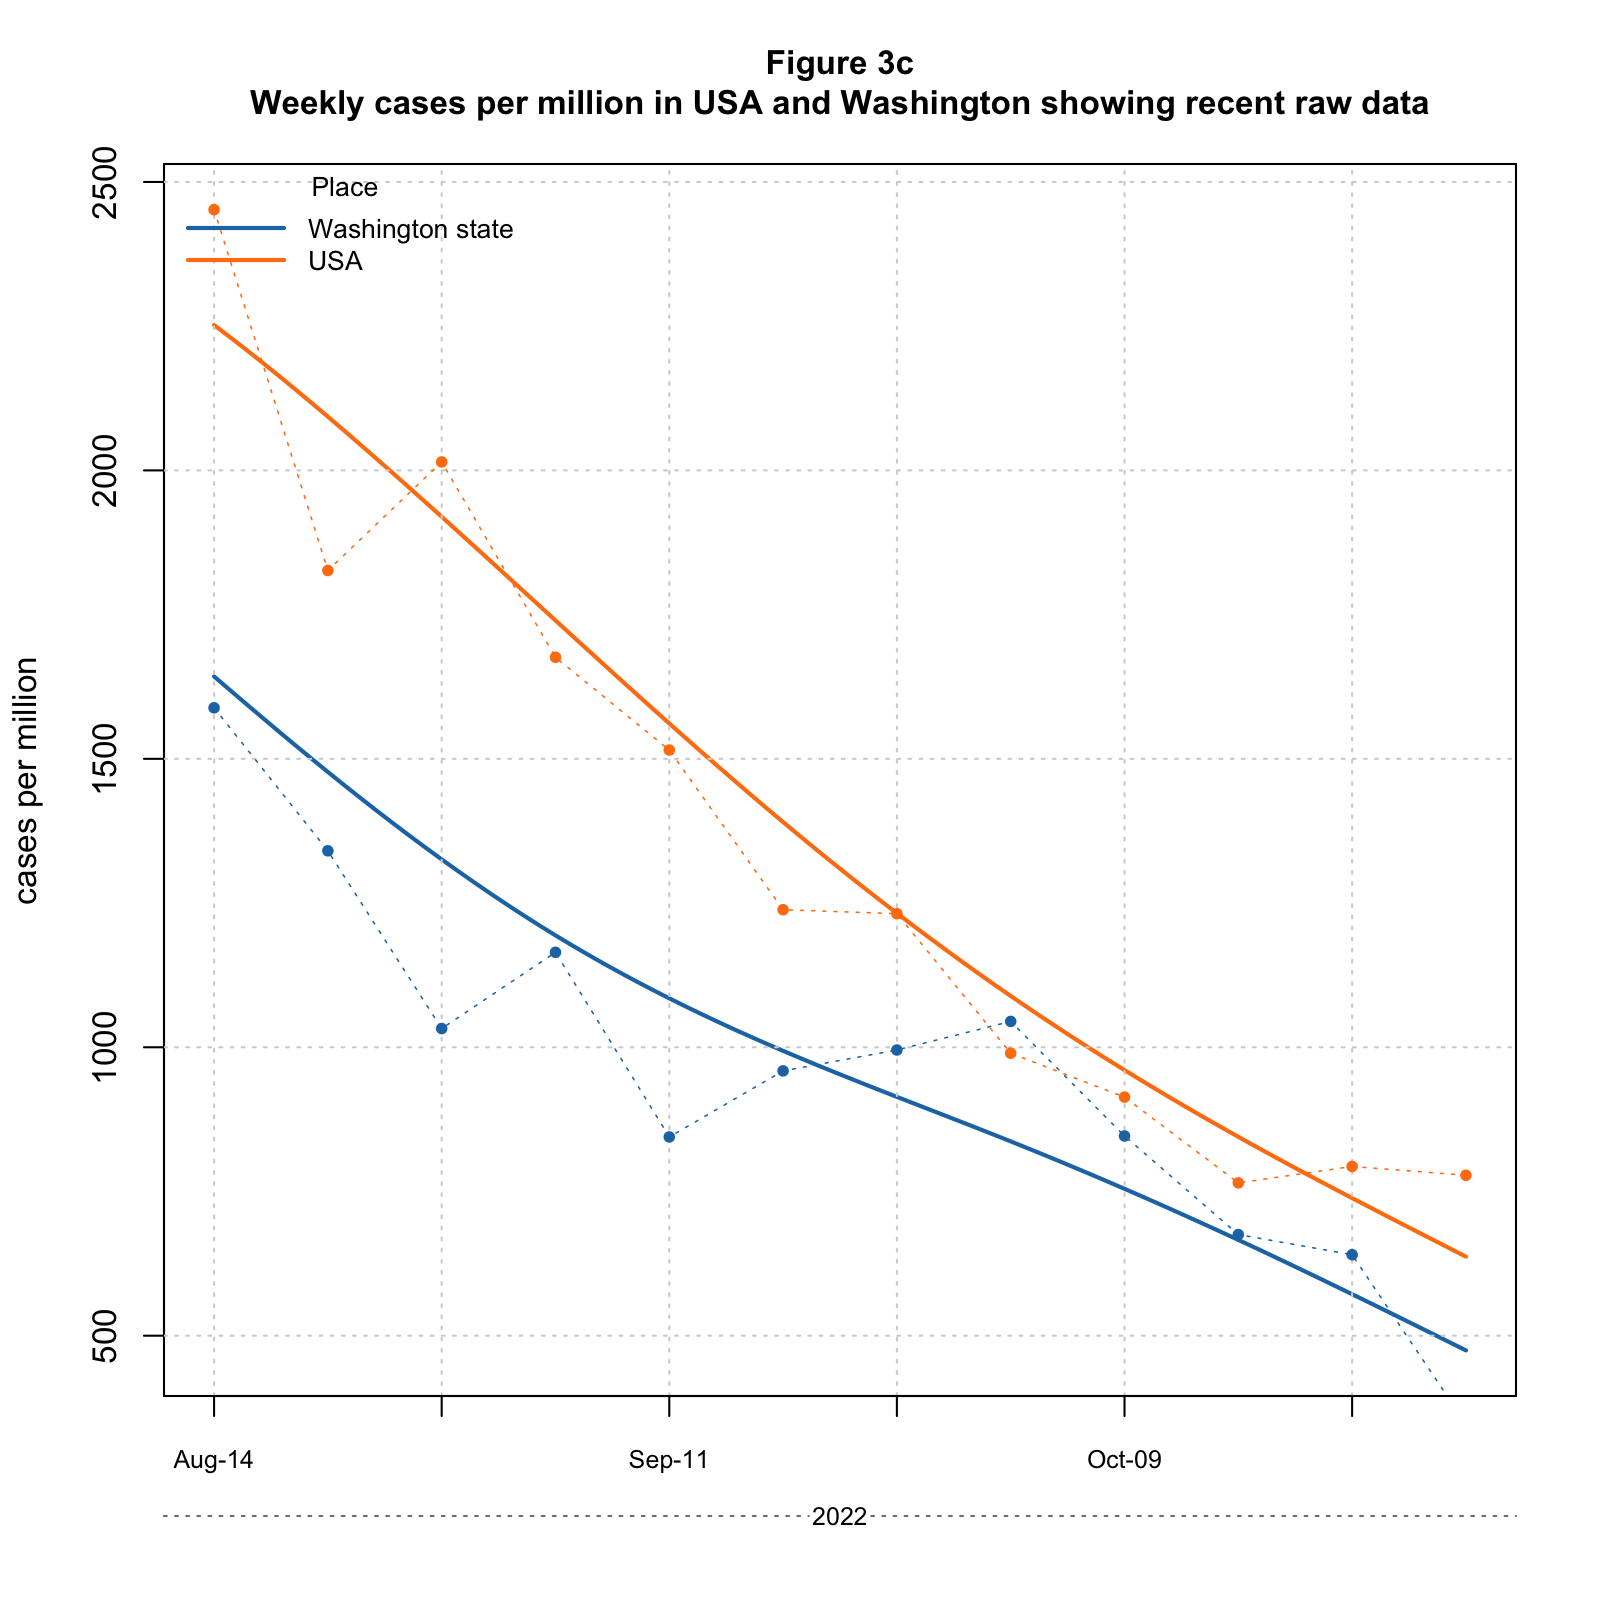 Figure 3c
Weekly cases per million in USA and Washington showing recent raw data
Place
Washington state
USA
2500
2000
1500
1000
500
cases per million
Aug-14
Sep-11
Oct-09
2022